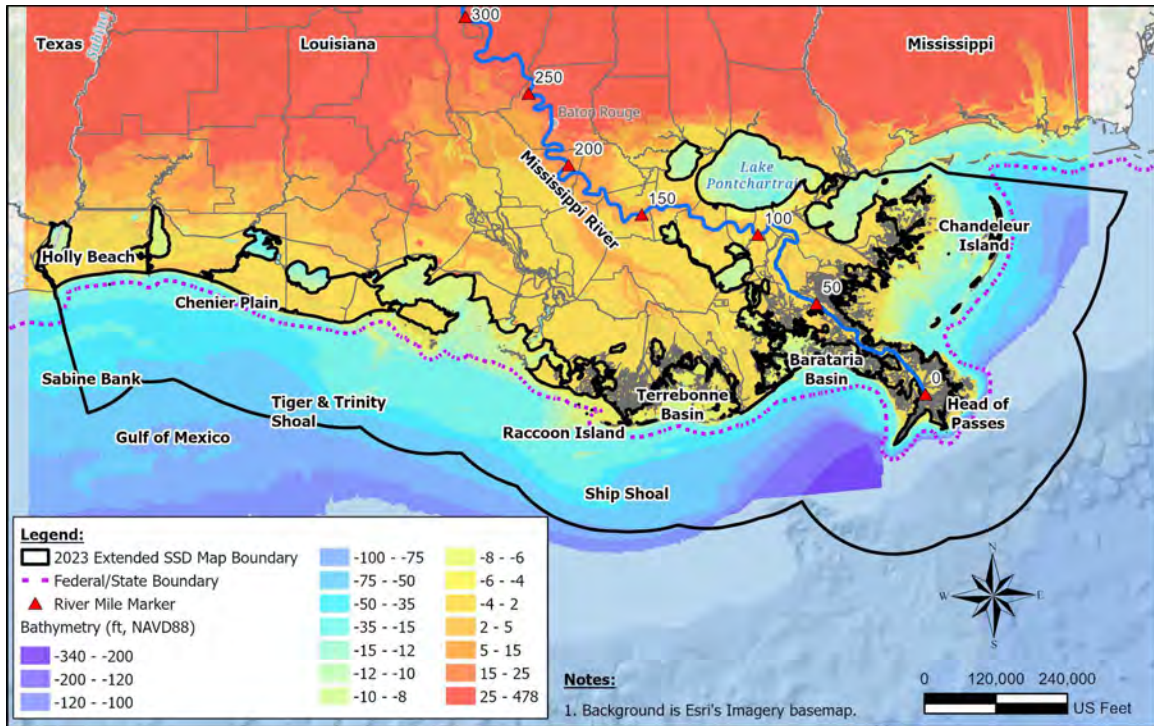 300
Texas
Sabine
Louisiana
Mississippi
250
Baton Rouge
200
Mississippi River
150
Lake
Pontchartrai
100
Chandeleur
Island
Holly Beach
Chenier Plain
50
Barataria
Basin
0
Sabine Bank
Tiger & Trinity
Shoal
Terrebonne
Basin
Head of
Passes
Gulf of Mexico
Raccoon Island
Ship Shoal
Legend:
2023 Extended SSD Map Boundary
Federal/State Boundary
River Mile Marker
Bathymetry (ft, NAVD88)
-340 - -200
-200 - -120
-120 - -100
-100 - -75
-75 - -50
-50 - -35
-35 - -15
-15 - -12
-12 - -10
-10 - -8
-8 - -6
-6 - -4
-4 - 2
2 - 5
5 - 15
15 - 25
25 - 478
N
W E
S
Notes:
1. Background is Esri's Imagery basemap.
0 120,000 240,000
US Feet